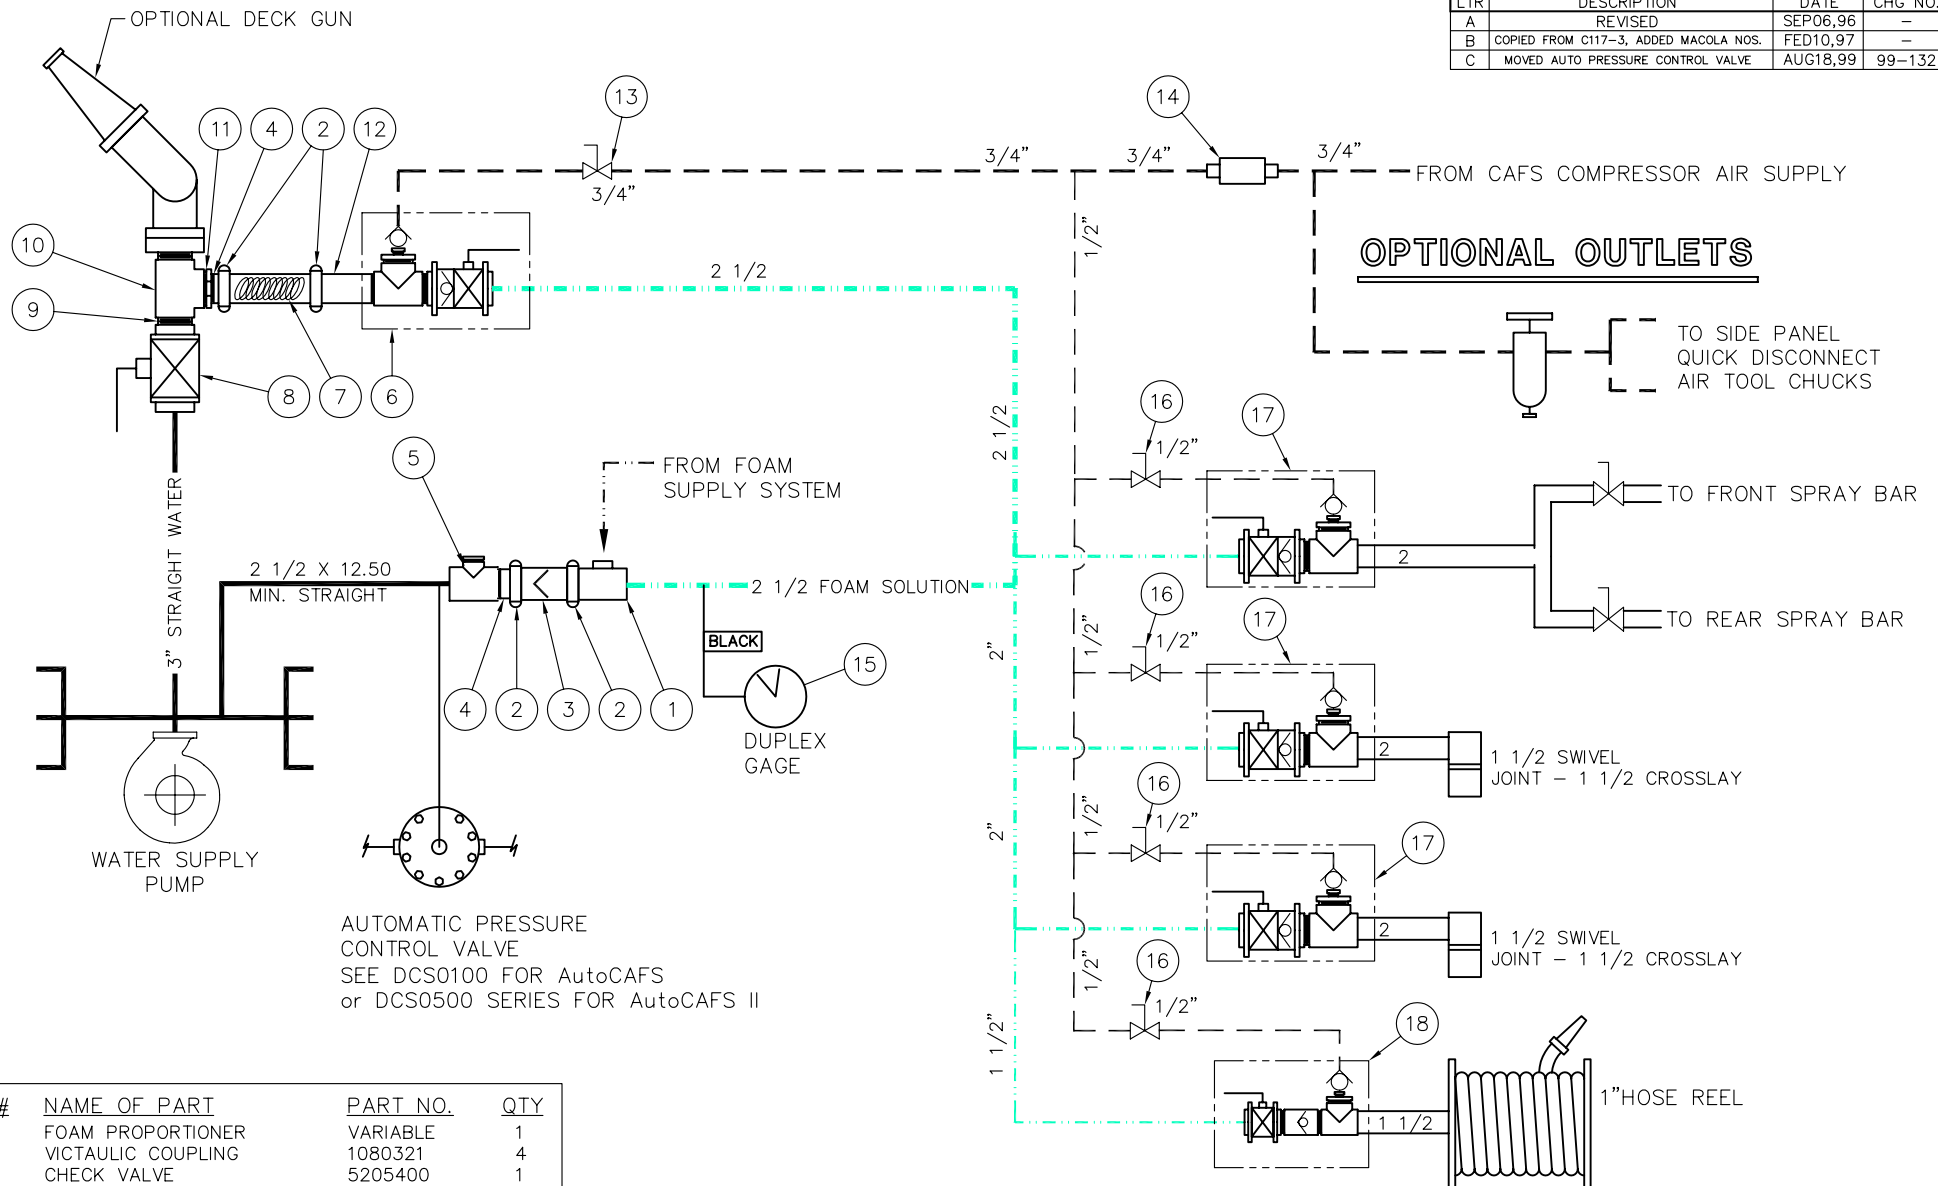 LTR DESCRIPTION DATE CHG NO.
A REVISED SEP06,96 –
B COPIED FROM C117–3, ADDED MACOLA NOS. FED10,97 –
C MOVED AUTO PRESSURE CONTROL VALVE AUG18,99 99–132
OPTIONAL DECK GUN
11 4 2 12
13
14
3/4"
3/4"
3/4"
3/4"
FROM CAFS COMPRESSOR AIR SUPPLY
10
9
8
7
6
2 1/2
1/2"
OPTIONAL OUTLETS
TO SIDE PANEL
QUICK DISCONNECT
AIR TOOL CHUCKS
5
FROM FOAM
SUPPLY SYSTEM
2 1/2
16
1/2"
17
TO FRONT SPRAY BAR
2
TO REAR SPRAY BAR
3" STRAIGHT WATER
2 1/2 X 12.50
MIN. STRAIGHT
2 1/2 FOAM SOLUTION
BLACK
15
4 2 3 2 1
DUPLEX
GAGE
2"
1/2"
16
1/2"
17
2
1 1/2 SWIVEL
JOINT – 1 1/2 CROSSLAY
WATER SUPPLY
PUMP
AUTOMATIC PRESSURE
CONTROL VALVE
SEE DCS0100 FOR AutoCAFS
or DCS0500 SERIES FOR AutoCAFS II
2"
1/2"
16
1/2"
17
2
1 1/2 SWIVEL
JOINT – 1 1/2 CROSSLAY
1 1/2"
1/2"
16
1/2"
18
1 1/2
1"HOSE REEL
# NAME OF PART PART NO. QTY
FOAM PROPORTIONER VARIABLE 1
VICTAULIC COUPLING 1080321 4
CHECK VALVE 5205400 1